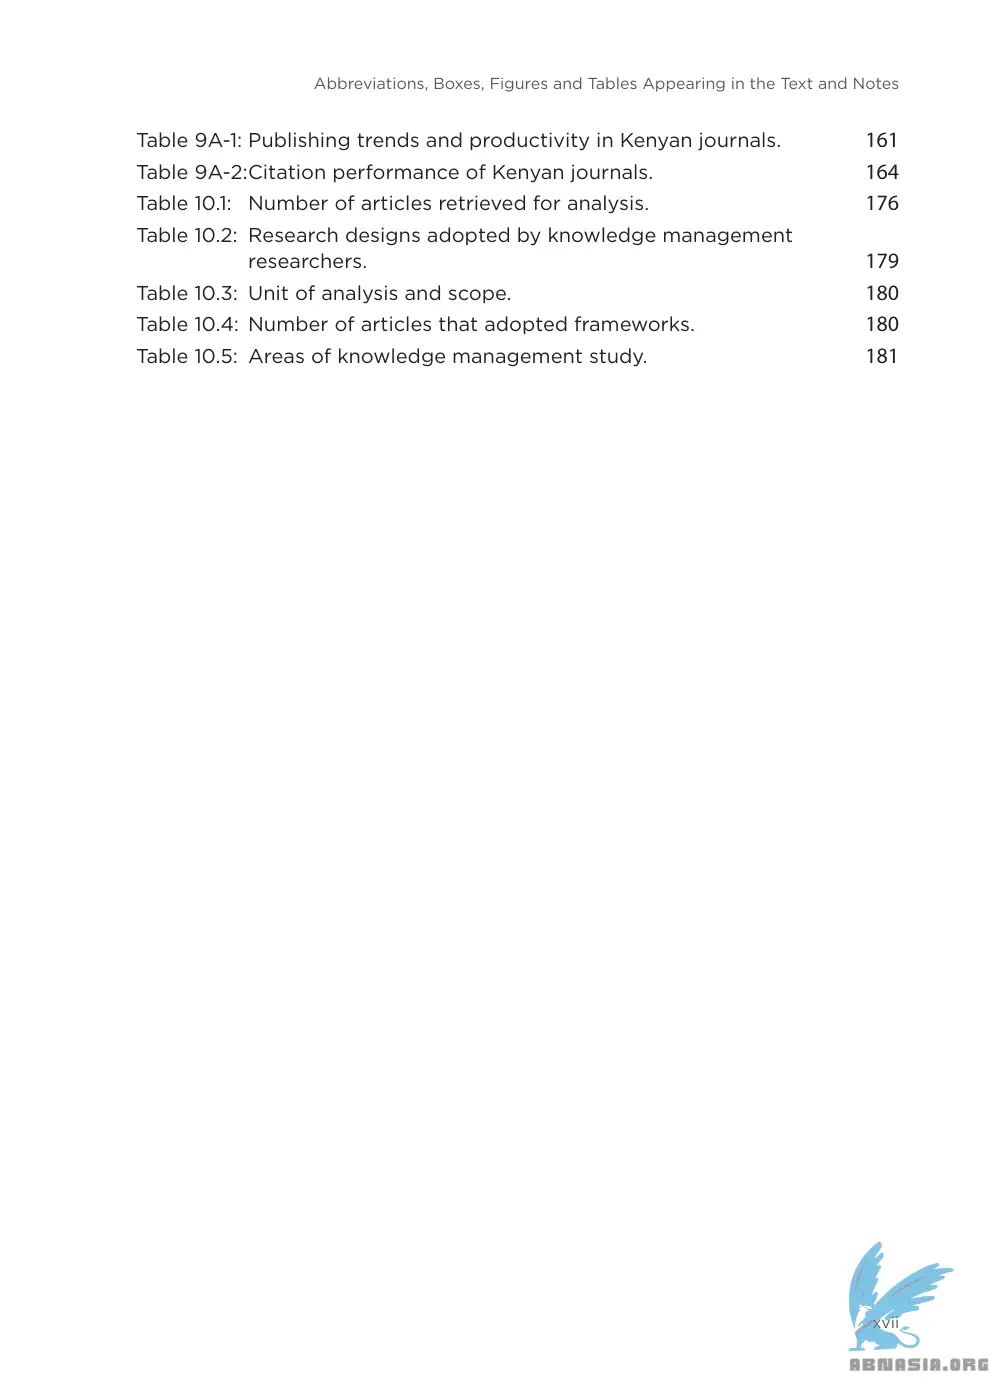 Abbreviations, Boxes, Figures and Tables Appearing in the Text and Notes
Table 9A-1: Publishing trends and productivity in Kenyan journals. 161
Table 9A-2:Citation performance of Kenyan journals. 164
Table 10.1: Number of articles retrieved for analysis. 176
Table 10.2: Research designs adopted by knowledge management
researchers. 179
Table 10.3: Unit of analysis and scope. 180
Table 10.4: Number of articles that adopted frameworks. 180
Table 10.5: Areas of knowledge management study. 181
xvii
ABNASIA.ORG